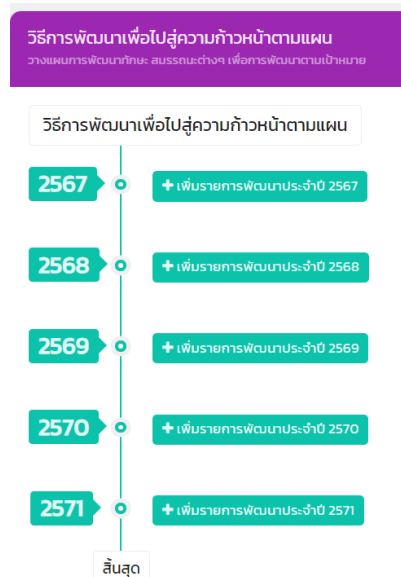 วิธีการพัฒนาเพื่อไปสู่ความก้าวหน้าตามแผน
วางแผนการพัฒนาทักษะ สมรรถนะต่างๆ เพื่อการพัฒนาตามเป้าหมาย
วิธีการพัฒนาเพื่อไปสู่ความก้าวหน้าตามแผน
2567
+ เพิ่มรายการพัฒนาประจำปี 2567
2568
+ เพิ่มรายการพัฒนาประจำปี 2568
2569
+ เพิ่มรายการพัฒนาประจำปี 2569
2570
+ เพิ่มรายการพัฒนาประจำปี 2570
2571
+ เพิ่มรายการพัฒนาประจำปี 2571
สิ้นสุด